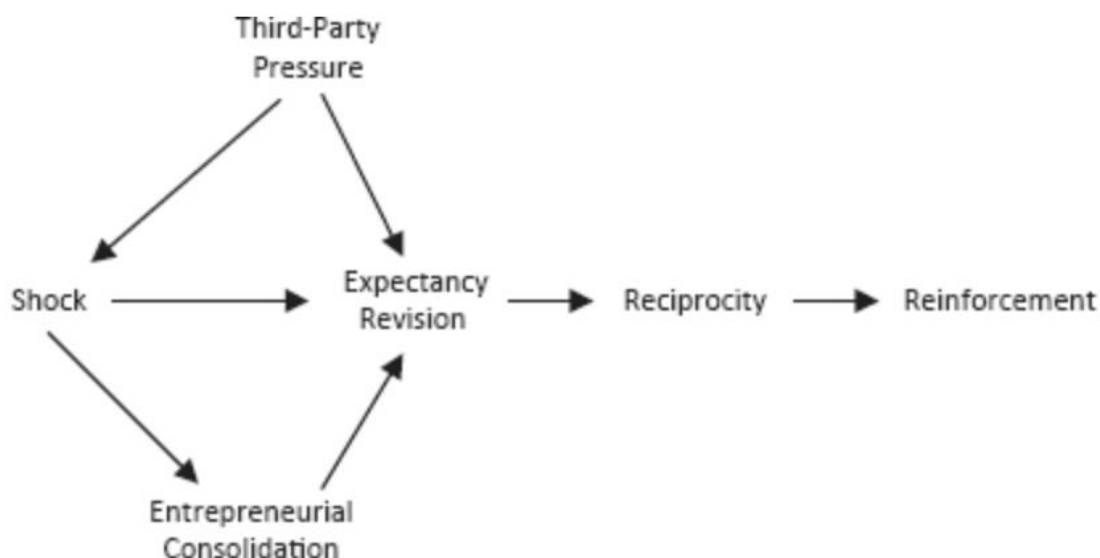 Third-Party
Pressure
Shock
Expectancy
Revision
Reciprocity
Reinforcement
Entrepreneurial
Consolidation